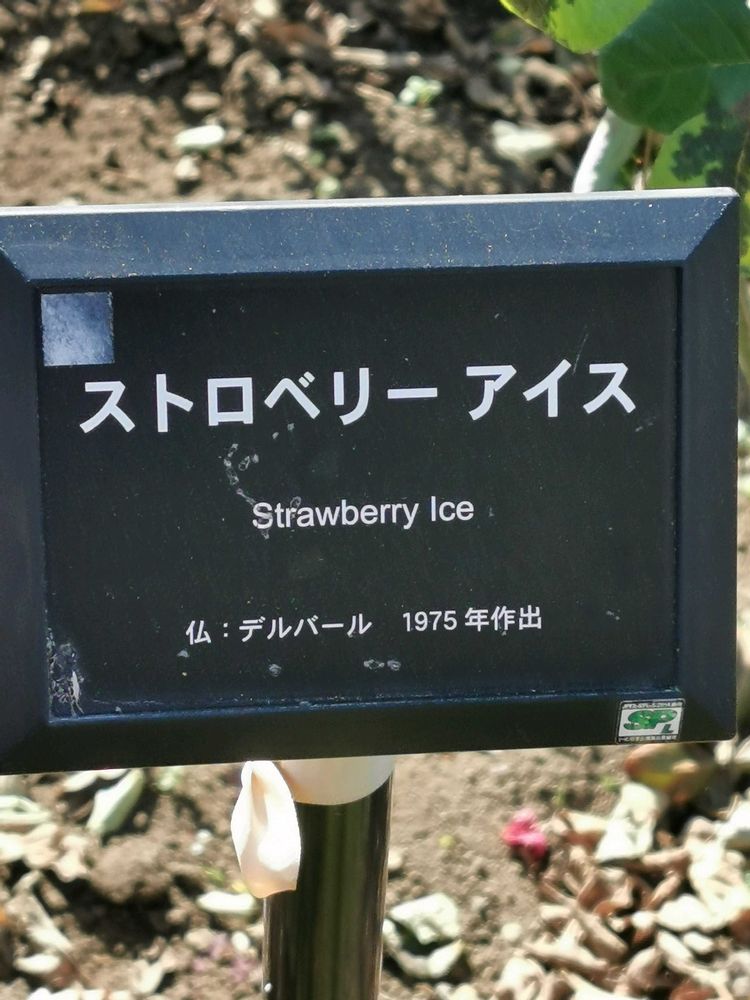 ストロベリー アイス
Strawberry Ice
仏：デルバール　1975 年作出
SPL